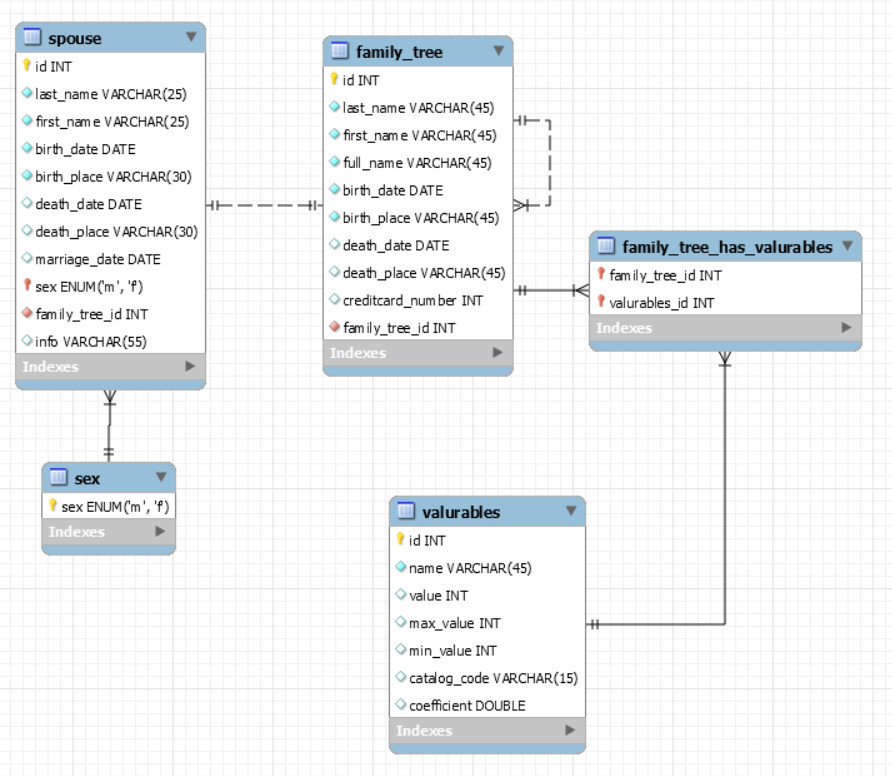 spouse
id INT
last_name VARCHAR(25)
first_name VARCHAR(25)
birth_date DATE
birth_place VARCHAR(30)
death_date DATE
death_place VARCHAR(30)
marriage_date DATE
sex ENUM('m', 'f')
family_tree_id INT
info VARCHAR(55)
Indexes
family_tree
id INT
last_name VARCHAR(45)
first_name VARCHAR(45)
full_name VARCHAR(45)
birth_date DATE
birth_place VARCHAR(45)
death_date DATE
death_place VARCHAR(45)
creditcard_number INT
family_tree_id INT
Indexes
family_tree_has_valurables
family_tree_id INT
valurables_id INT
Indexes
sex
sex ENUM('m', 'f')
Indexes
valurables
id INT
name VARCHAR(45)
value INT
max_value INT
min_value INT
catalog_code VARCHAR(15)
coefficient DOUBLE
Indexes